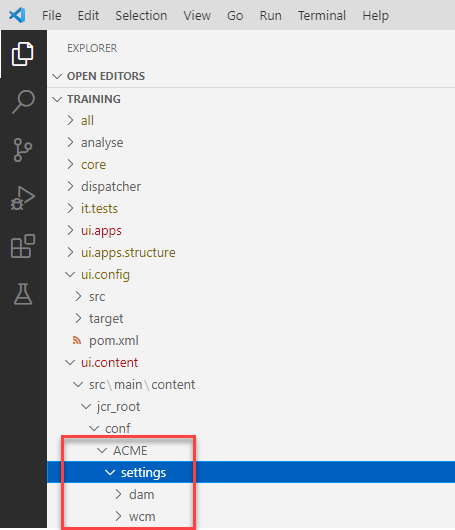 File Edit Selection View Go Run Terminal Help
EXPLORER
OPEN EDITORS
TRAINING
all
analyse
core
dispatcher
it.tests
ui.apps
ui.apps.structure
ui.config
src
target
pom.xml
ui.content
src\main\content
jcr_root
conf
ACME
settings
dam
wcm